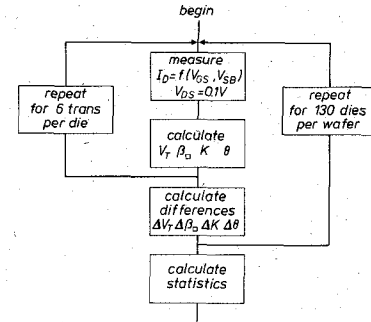 begin
measure
I_D=f(V_GS,V_SB)
V_DS=0.1V
repeat
for 6 trans
per die
repeat
for 130 dies
per wafer
calculate
V_T β_□ K θ
calculate
differences
ΔV_T Δβ_□ ΔK Δθ
calculate
statistics